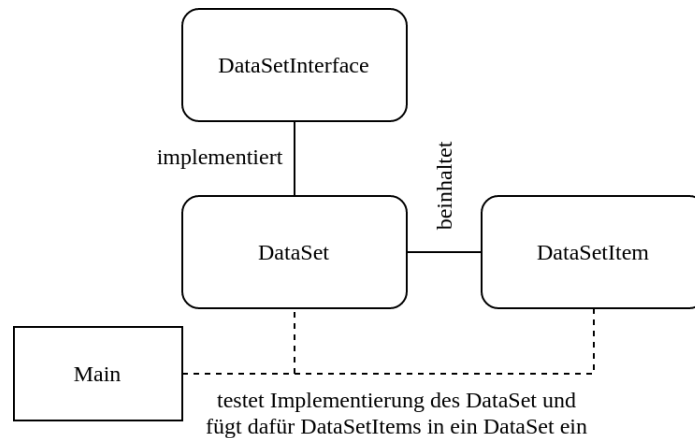 DataSetInterface
implementiert
beinhaltet
DataSet
DataSetItem
Main
testet Implementierung des DataSet und
fügt dafür DataSetItems in ein DataSet ein